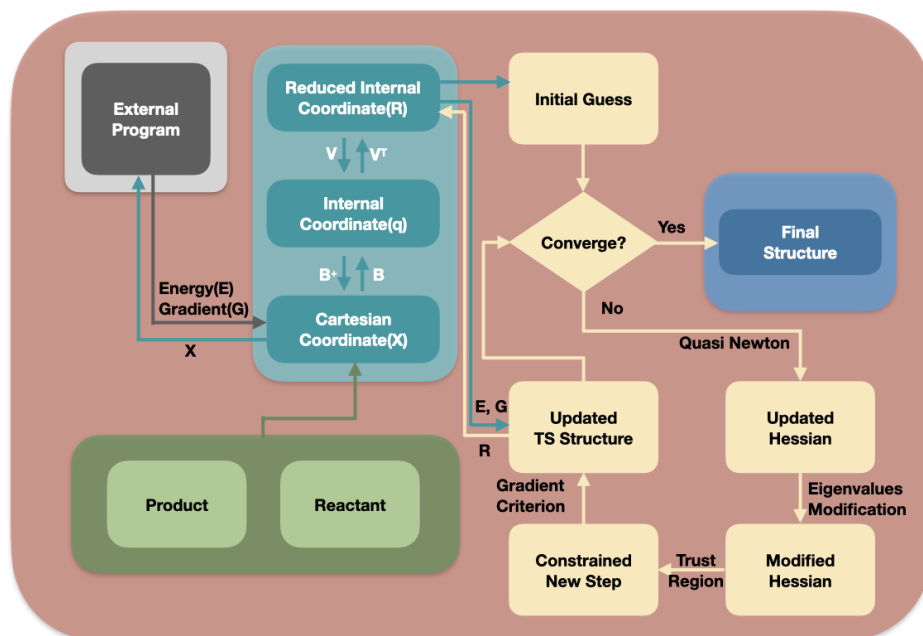 External
Program
Reduced Internal
Coordinate(R)
V
Vᵀ
Internal
Coordinate(q)
B⁺
B
Cartesian
Coordinate(X)
Energy(E)
Gradient(G)
X
Product
Reactant
Initial Guess
Converge?
Yes
Final
Structure
No
Quasi Newton
E, G
R
Updated
TS Structure
Updated
Hessian
Gradient
Criterion
Eigenvalues
Modification
Constrained
New Step
Trust
Region
Modified
Hessian